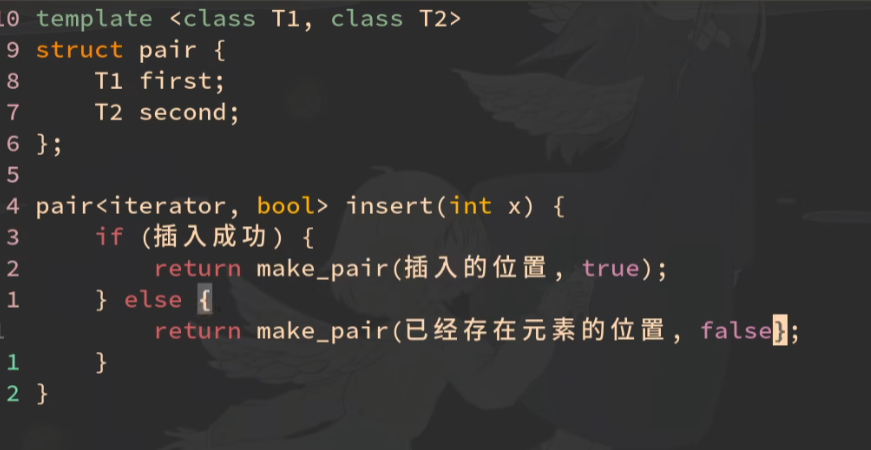 10 template <class T1, class T2>
9 struct pair {
8     T1 first;
7     T2 second;
6 };
5
4 pair<iterator, bool> insert(int x) {
3     if (插入成功) {
2         return make_pair(插入的位置, true);
1     } else {
1         return make_pair(已经存在元素的位置, false};
1     }
2 }